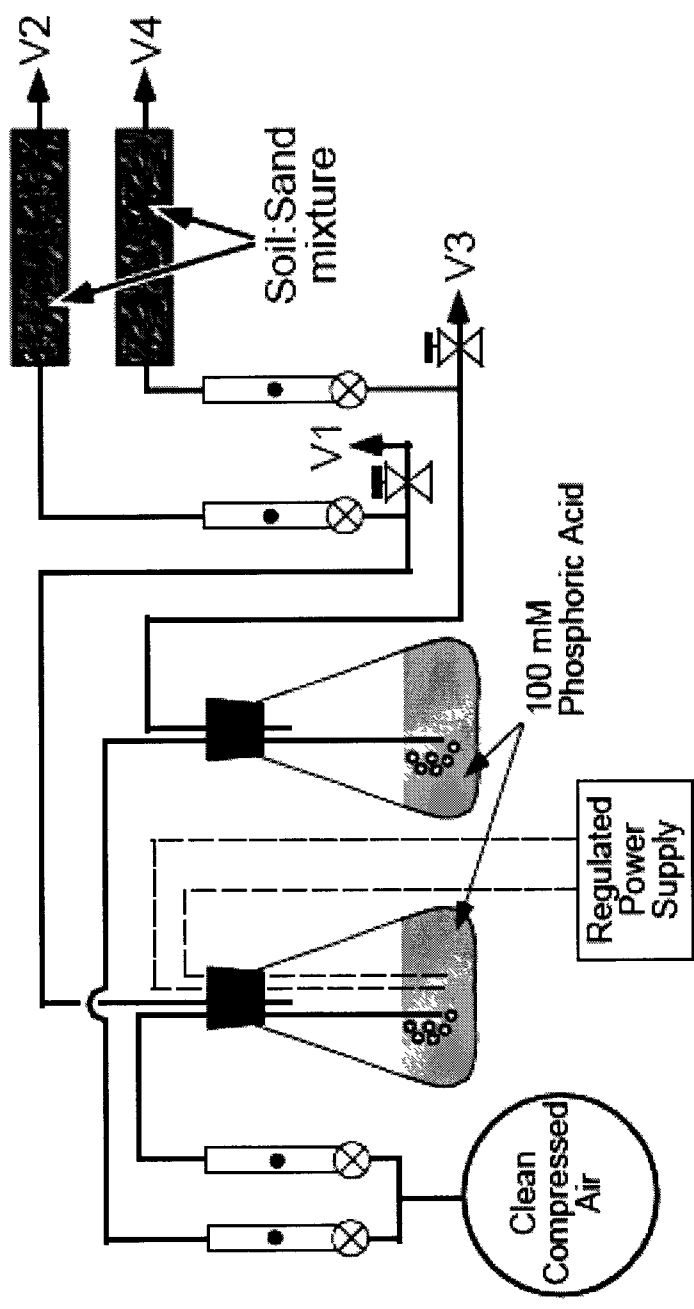 V2
V4
Soil:Sand
mixture
V3
V1
100 mM
Phosphoric Acid
Regulated
Power
Supply
Clean
Compressed
Air